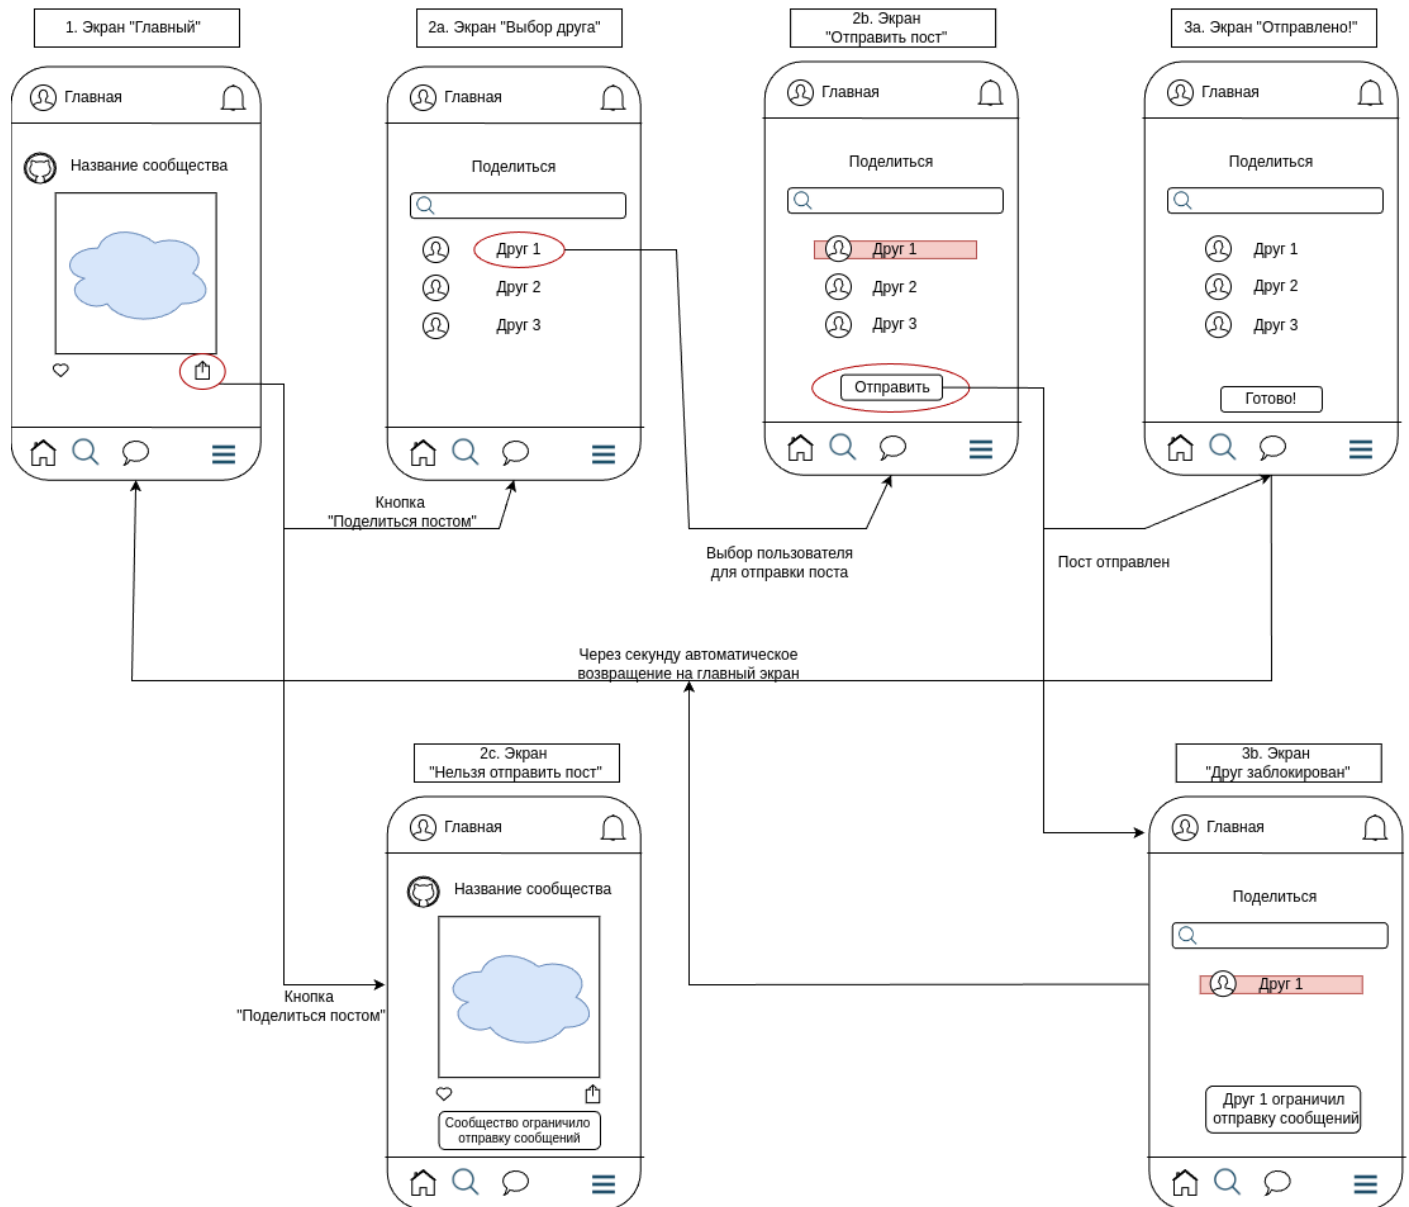 1. Экран "Главный"
2a. Экран "Выбор друга"
2b. Экран
"Отправить пост"
3a. Экран "Отправлено!"
Главная
Название сообщества
Главная
Поделиться
Друг 1
Друг 2
Друг 3
Главная
Поделиться
Друг 1
Друг 2
Друг 3
Отправить
Главная
Поделиться
Друг 1
Друг 2
Друг 3
Готово!
Кнопка
"Поделиться постом"
Выбор пользователя
для отправки поста
Пост отправлен
Через секунду автоматическое
возвращение на главный экран
2c. Экран
"Нельзя отправить пост"
3b. Экран
"Друг заблокирован"
Кнопка
"Поделиться постом"
Главная
Название сообщества
Сообщество ограничило
отправку сообщений
Главная
Поделиться
Друг 1
Друг 1 ограничил
отправку сообщений